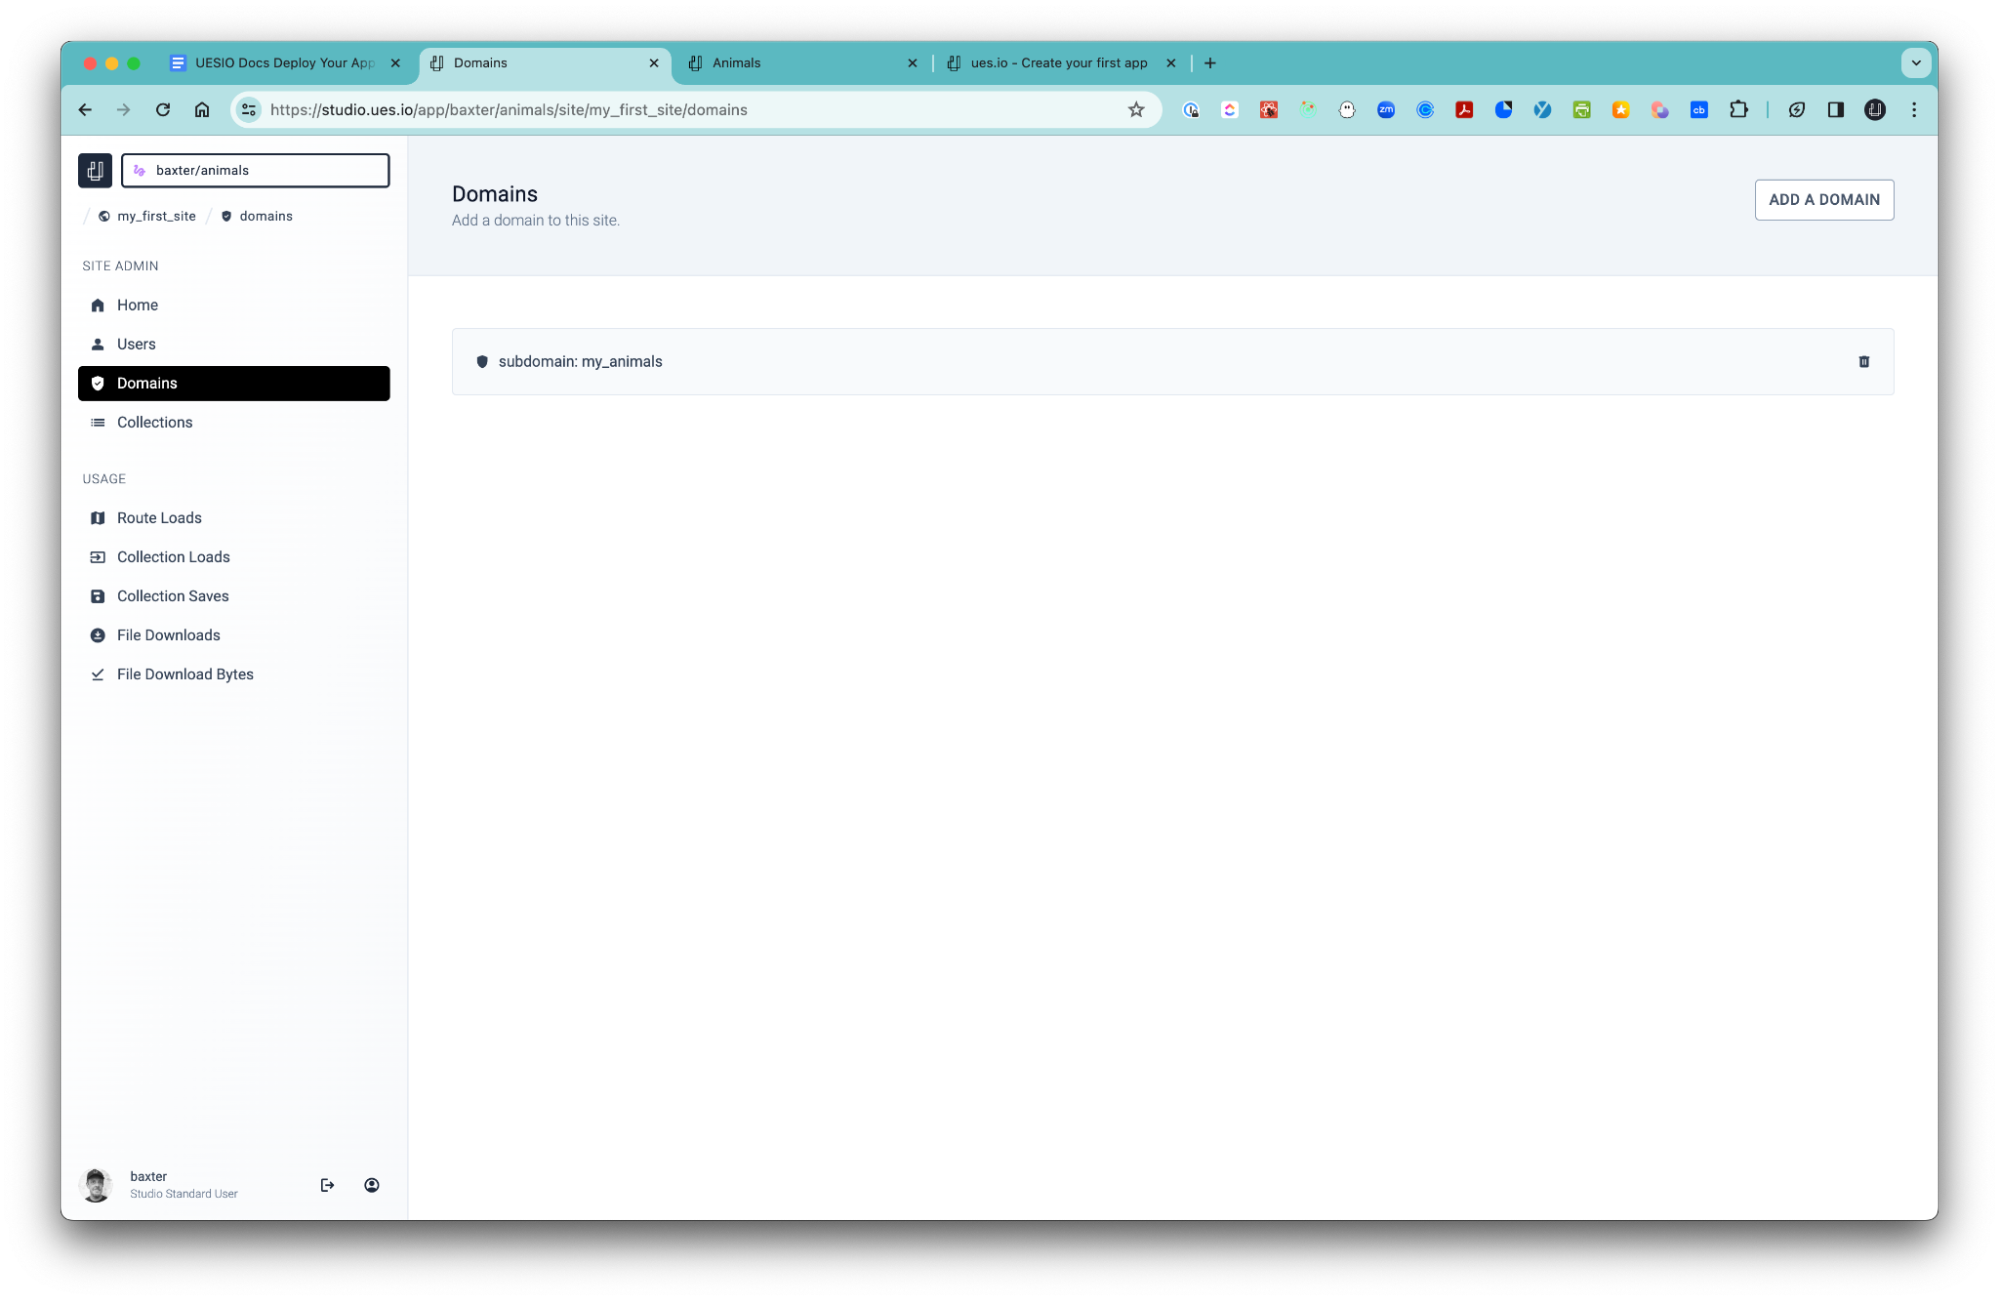 UESIO Docs Deploy Your App
Domains
Animals
ues.io - Create your first app
https://studio.ues.io/app/baxter/animals/site/my_first_site/domains
zm
cb
baxter/animals
/ my_first_site / domains
SITE ADMIN
Home
Users
Domains
Collections
USAGE
Route Loads
Collection Loads
Collection Saves
File Downloads
File Download Bytes
baxter
Studio Standard User
Domains
Add a domain to this site.
ADD A DOMAIN
subdomain: my_animals